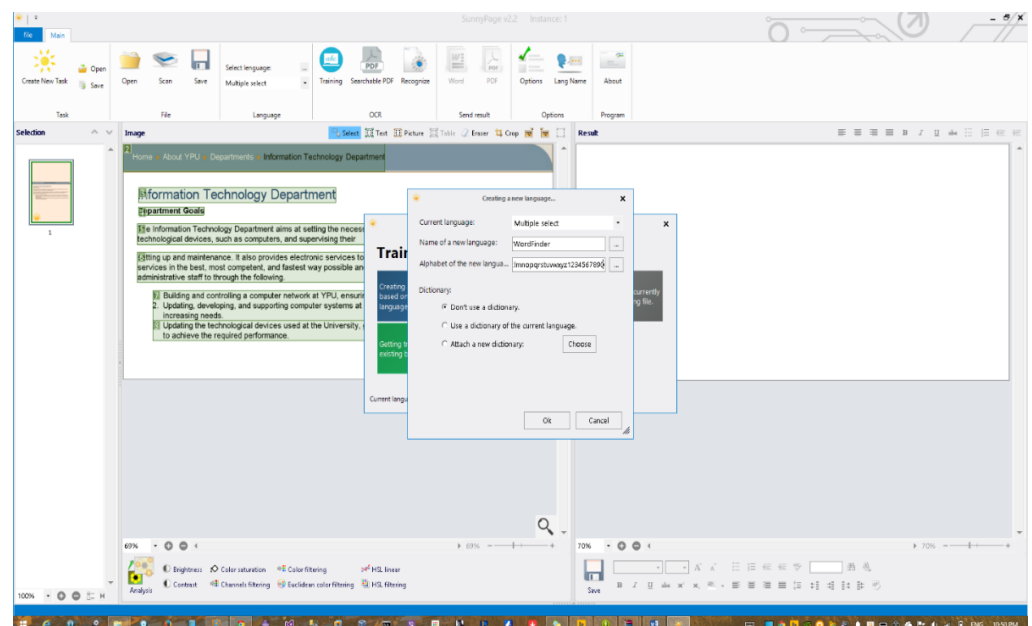 SunnyPage v2.2 Instance: 1
file Main
Create New Task
Open
Save
Open Scan Save
Select language:
Multiple select
Training Searchable PDF Recognize
Word PDF
Options Lang Name
About
Task File Language OCR Send result Options Program
Selection
Image
Select Text Picture Table Eraser Crop
Result
1
2
Home About YPU Departments Information Technology Department
Information Technology Department
Department Goals
The Information Technology Department aims at setting the
technological devices, such as computers, and supervising their
Setting up and maintenance. It also provides electronic services to
services in the best, most competent, and fastest way possible
administrative staff to through the following.
Building and controlling a computer network at YPU,
2. Updating, developing, and supporting computer systems at
increasing needs.
Updating the technological devices used at the University,
to achieve the required performance.
Creating
based on
language
currently
ng file.
Getting
existing
Creating a new language...
Current language: Multiple select
Name of a new language: WordFinder ...
Alphabet of the new langua... lmnopqrstuvwxyz1234567890 ...
Dictionary:
Don't use a dictionary.
Use a dictionary of the current language.
Attach a new dictionary: Choose
Ok Cancel
69%
69%
70%
70%
Analysis
Brightness Color saturation Color filtering HSL linear
Contrast Channels filtering Euclidean color filtering HSL filtering
Save
100%
ENG 10:50 PM